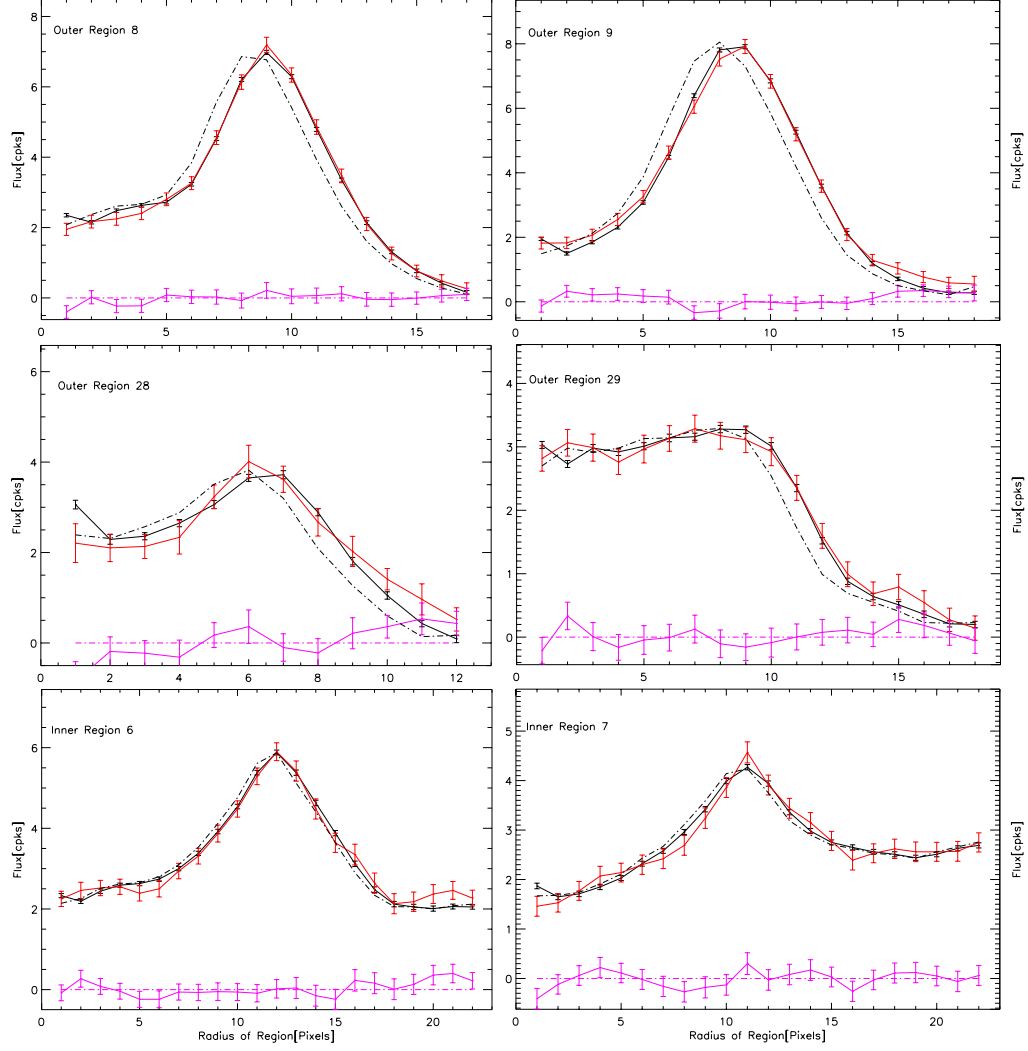 Outer Region 8
Flux[cpks]
0 2 4 6 8
0 5 10 15
Outer Region 9
Flux[cpks]
0 2 4 6 8
0 5 10 15
Outer Region 28
Flux[cpks]
0 2 4 6
0 2 4 6 8 10 12
Outer Region 29
Flux[cpks]
0 1 2 3 4
0 5 10 15
Inner Region 6
Flux[cpks]
0 2 4 6
0 5 10 15 20
Radius of Region[Pixels]
Inner Region 7
Flux[cpks]
0 1 2 3 4 5
0 5 10 15 20
Radius of Region[Pixels]